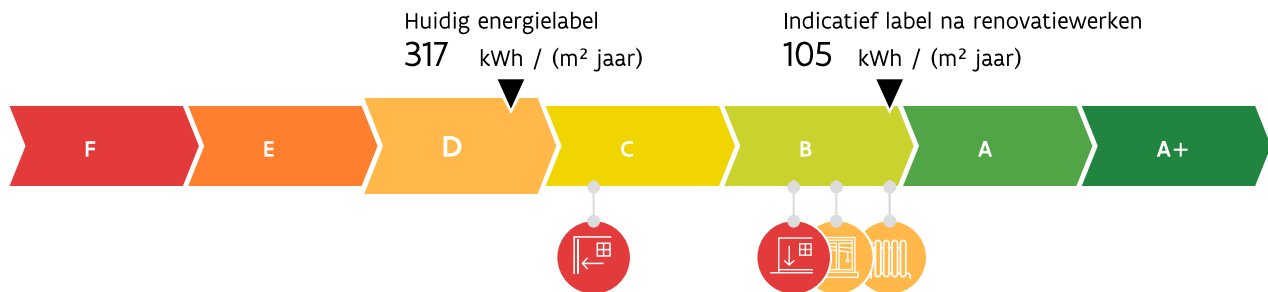 Huidig energielabel
317 kWh / (m² jaar)
Indicatief label na renovatiewerken
105 kWh / (m² jaar)
F E D C B A A+